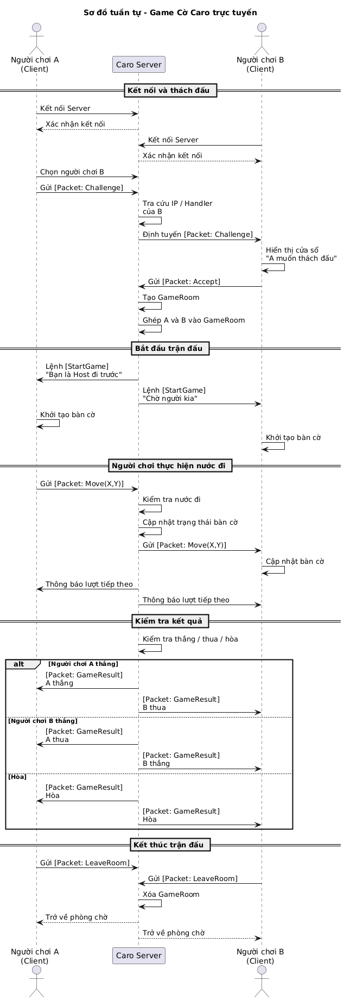 Sơ đồ tuần tự - Game Cờ Caro trực tuyến
Người chơi A
(Client)
Caro Server
Người chơi B
(Client)
Kết nối và thách đấu
Kết nối Server
Xác nhận kết nối
Kết nối Server
Xác nhận kết nối
Chọn người chơi B
Gửi [Packet: Challenge]
Tra cứu IP / Handler
của B
Định tuyến [Packet: Challenge]
Hiển thị cửa sổ
"A muốn thách đấu"
Gửi [Packet: Accept]
Tạo GameRoom
Ghép A và B vào GameRoom
Bắt đầu trận đấu
Lệnh [StartGame]
"Bạn là Host đi trước"
Lệnh [StartGame]
"Chờ người kia"
Khởi tạo bàn cờ
Khởi tạo bàn cờ
Người chơi thực hiện nước đi
Gửi [Packet: Move(X,Y)]
Kiểm tra nước đi
Cập nhật trạng thái bàn cờ
Gửi [Packet: Move(X,Y)]
Cập nhật bàn cờ
Thông báo lượt tiếp theo
Thông báo lượt tiếp theo
Kiểm tra kết quả
Kiểm tra thắng / thua / hòa
alt
[Người chơi A thắng]
[Packet: GameResult]
A thắng
[Packet: GameResult]
B thua
[Người chơi B thắng]
[Packet: GameResult]
A thua
[Packet: GameResult]
B thắng
[Hòa]
[Packet: GameResult]
Hòa
[Packet: GameResult]
Hòa
Kết thúc trận đấu
Gửi [Packet: LeaveRoom]
Gửi [Packet: LeaveRoom]
Xóa GameRoom
Trở về phòng chờ
Trở về phòng chờ
Người chơi A
(Client)
Caro Server
Người chơi B
(Client)